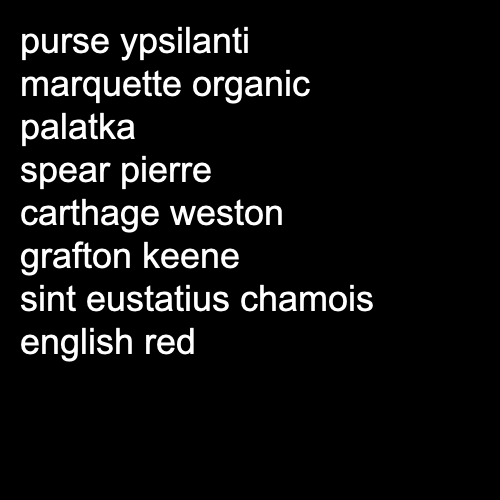 purse ypsilanti
marquette organic
palatka
spear pierre
carthage weston
grafton keene
sint eustatius chamois
english red